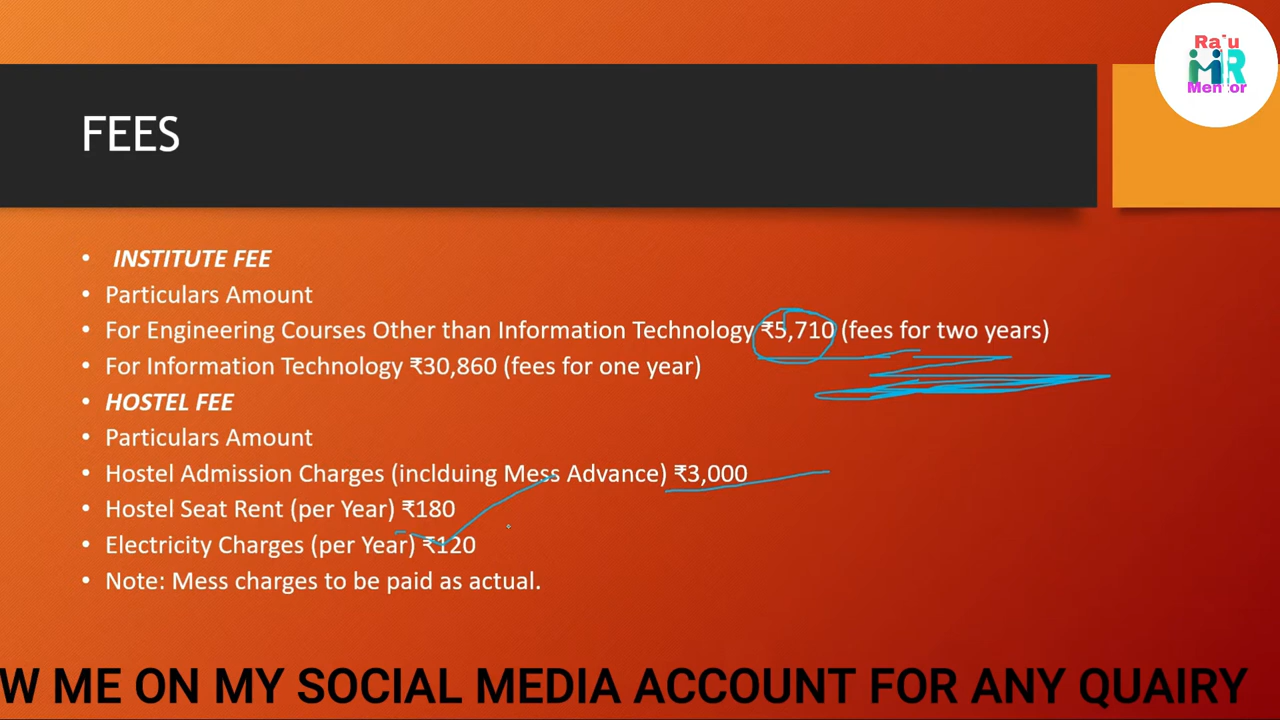 Raju
MR
Mentor
FEES
• INSTITUTE FEE
• Particulars Amount
• For Engineering Courses Other than Information Technology ₹5,710 (fees for two years)
• For Information Technology ₹30,860 (fees for one year)
• HOSTEL FEE
• Particulars Amount
• Hostel Admission Charges (inclduing Mess Advance) ₹3,000
• Hostel Seat Rent (per Year) ₹180
• Electricity Charges (per Year) ₹120
• Note: Mess charges to be paid as actual.
W ME ON MY SOCIAL MEDIA ACCOUNT FOR ANY QUAIRY